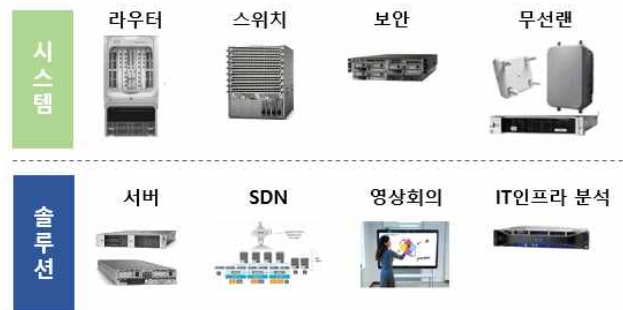 시스템
라우터
스위치
보안
무선랜
솔루션
서버
SDN
영상회의
IT인프라 분석